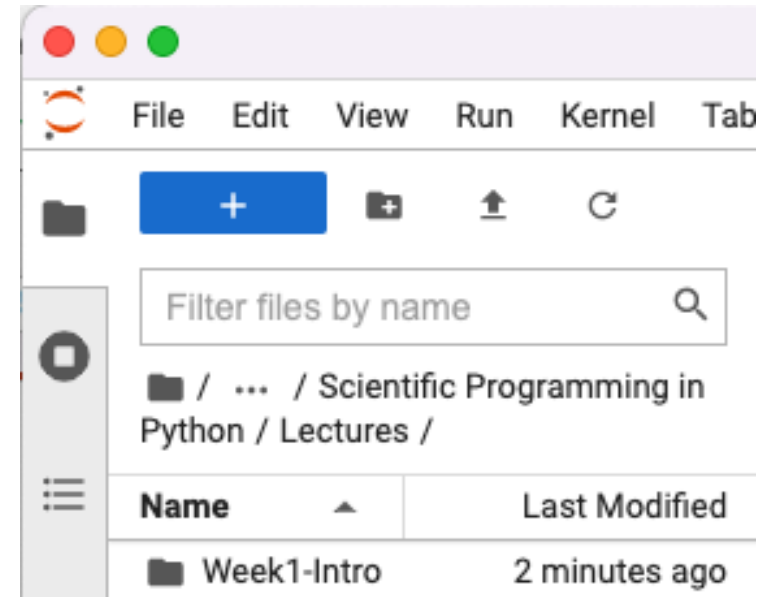 File Edit View Run Kernel Tab
+
Filter files by name
/ ... / Scientific Programming in
Python / Lectures /
Name Last Modified
Week1-Intro 2 minutes ago